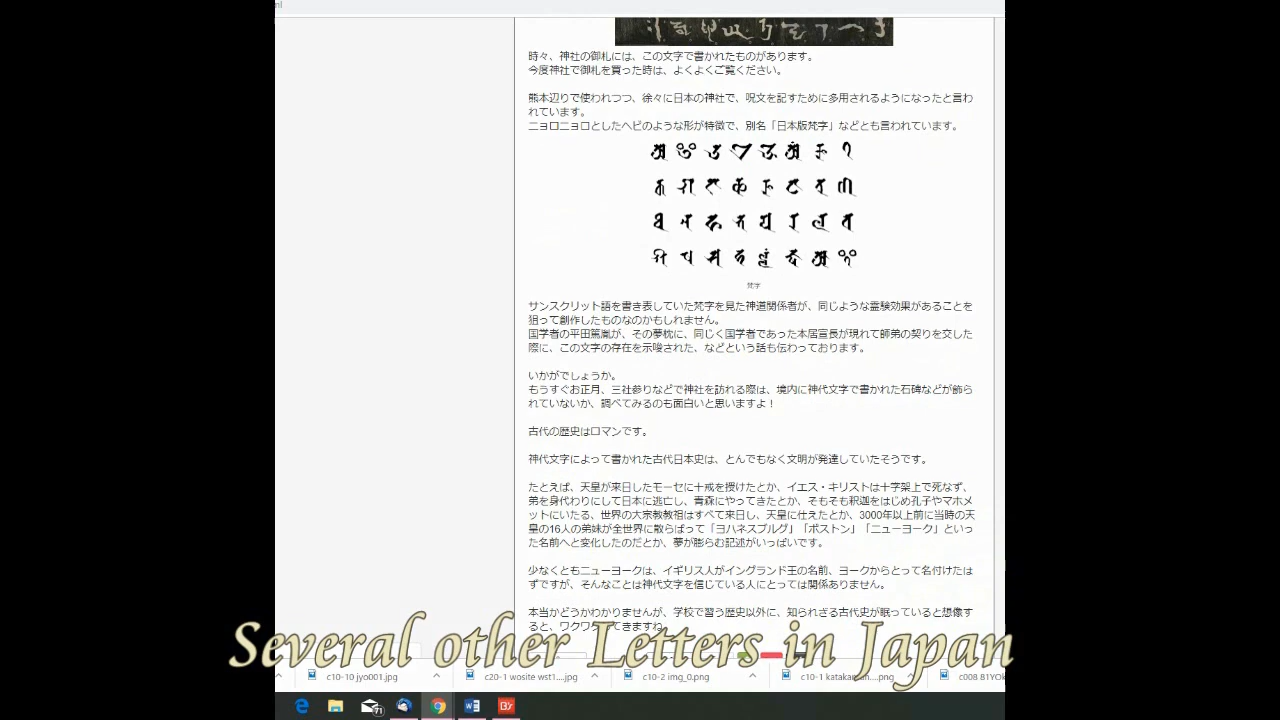 ml
時々、神社の御札には、この文字で書かれたものがあります。
今度神社で御札を買った時は、よくよくご覧ください。
熊本辺りで使われつつ、徐々に日本の神社で、呪文を記すために多用されるようになったと言わ
れています。
ニョロニョロとしたヘビのような形が特徴で、別名「日本版梵字」などとも言われています。
梵字
サンスクリット語を書き表していた梵字を見た神道関係者が、同じような霊験効果があることを
狙って創作したものなのかもしれません。
国学者の平田篤胤が、その夢枕に、同じく国学者であった本居宣長が現れて師弟の契りを交した
際に、この文字の存在を示唆された、などという話も伝わっております。
いかがでしょうか。
もうすぐお正月、三社参りなどで神社を訪れる際は、境内に神代文字で書かれた石碑などが飾ら
れていないか、調べてみるのも面白いと思いますよ！
古代の歴史はロマンです。
神代文字によって書かれた古代日本史は、とんでもなく文明が発達していたそうです。
たとえば、天皇が来日したモーセに十戒を授けたとか、イエス・キリストは十字架上で死なず、
弟を身代わりにして日本に逃亡し、青森にやってきたとか、そもそも釈迦をはじめ孔子やマホメ
ットにいたる、世界の大宗教教祖はすべて来日し、天皇に仕えたとか、3000年以上前に当時の天
皇の16人の弟妹が全世界に散らばって「ヨハネスブルグ」「ボストン」「ニューヨーク」といっ
た名前へと変化したのだとか、夢が膨らむ記述がいっぱいです。
少なくともニューヨークは、イギリス人がイングランド王の名前、ヨークからとって名付けたは
ずですが、そんなことは神代文字を信じている人にとっては関係ありません。
本当かどうかわかりませんが、学校で習う歴史以外に、知られざる古代史が眠っていると想像す
ると、ワクワクしてきますね
Several other Letters in Japan
c10-10 jyo001.jpg
c20-1 wosite wst1....jpg
c10-2 img_0.png
c10-1 kataka
n....png
c008 81YOk
71